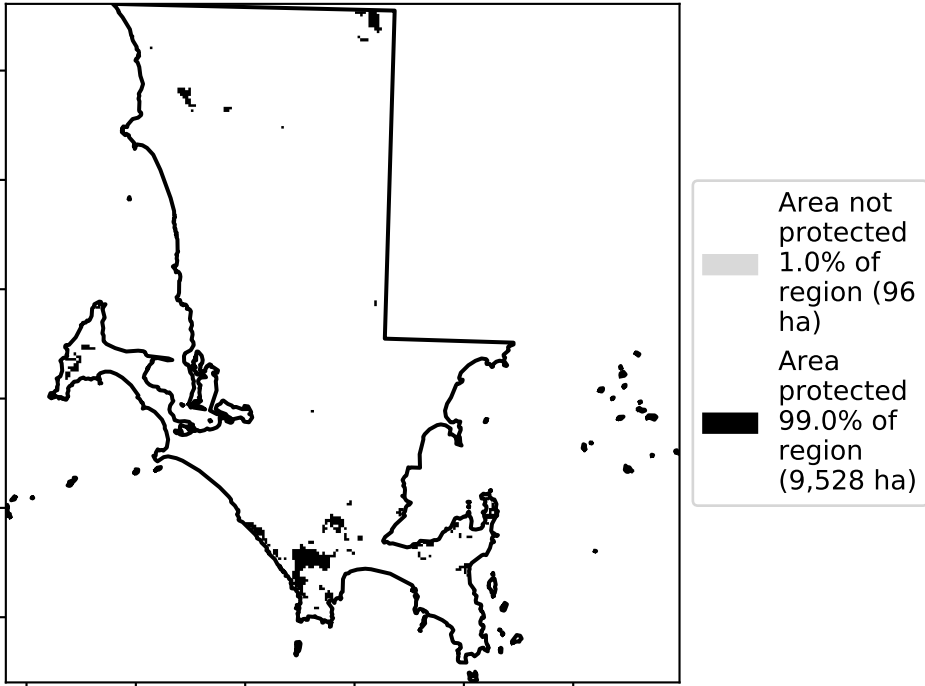 Area not
protected
1.0% of
region (96
ha)
Area
protected
99.0% of
region
(9,528 ha)